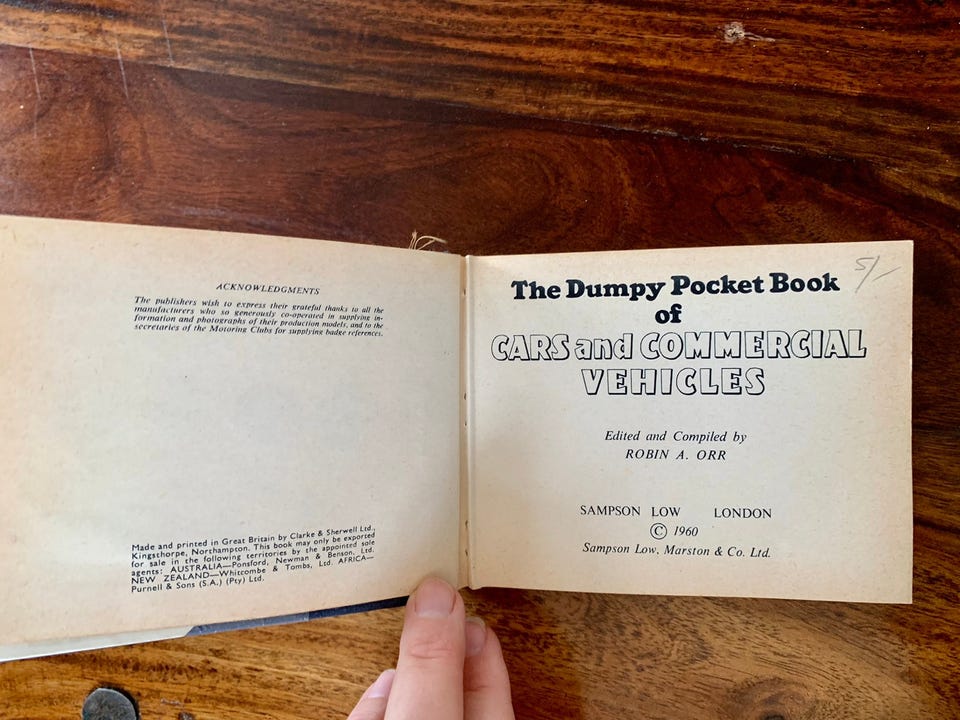 ACKNOWLEDGMENTS
The publishers wish to express their grateful thanks to all the
manufacturers who so generously co-operated in supplying in-
formation and photographs of their production models, and to the
secretaries of the Motoring Clubs for supplying badge references.
Made and printed in Great Britain by Clarke & Sherwell Ltd.,
Kingsthorpe, Northampton. This book may only be exported
for sale in the following territories by the appointed sole
agents: AUSTRALIA—Ponsford, Newman & Benson, Ltd.
NEW ZEALAND—Whitcombe & Tombs, Ltd. AFRICA—
Purnell & Sons (S.A.) (Pty) Ltd.
5/-
The Dumpy Pocket Book
of
CARS and COMMERCIAL
VEHICLES
Edited and Compiled by
ROBIN A. ORR
SAMPSON LOW LONDON
© 1960
Sampson Low, Marston & Co. Ltd.